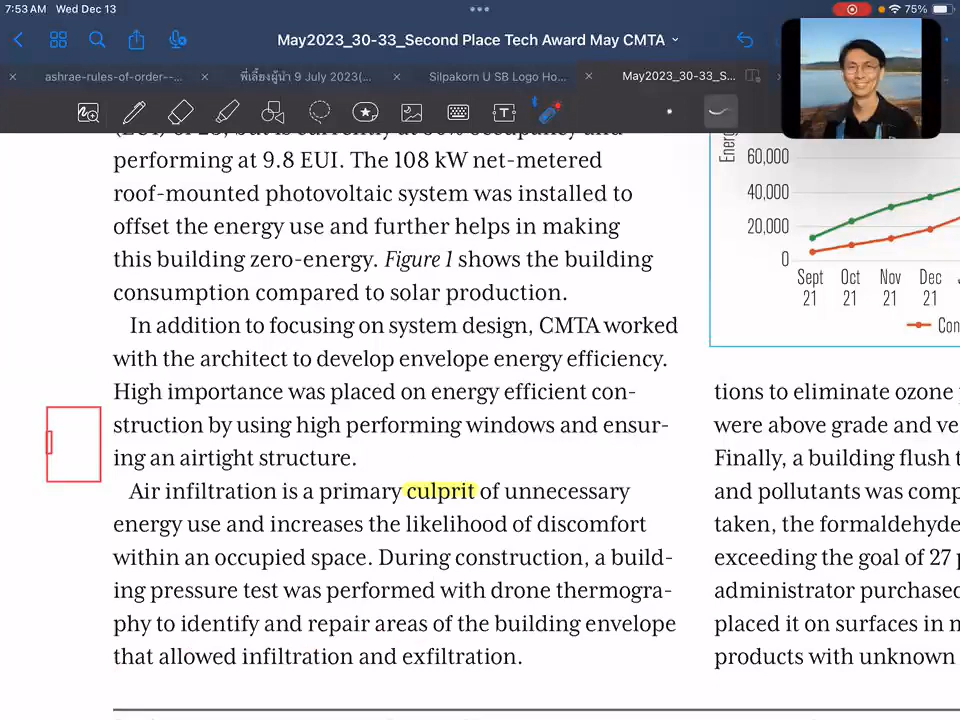 7:53 AM Wed Dec 13
75%
May2023_30-33_Second Place Tech Award May CMTA
ashrae-rules-of-order--...
พี่เลี้ยงผู้นำ 9 July 2023(...
Silpakorn U SB Logo Ho...
May2023_30-33_S...
performing at 9.8 EUI. The 108 kW net-metered
roof-mounted photovoltaic system was installed to
offset the energy use and further helps in making
this building zero-energy. Figure 1 shows the building
consumption compared to solar production.
In addition to focusing on system design, CMTA worked
with the architect to develop envelope energy efficiency.
High importance was placed on energy efficient con-
struction by using high performing windows and ensur-
ing an airtight structure.
Air infiltration is a primary culprit of unnecessary
energy use and increases the likelihood of discomfort
within an occupied space. During construction, a build-
ing pressure test was performed with drone thermogra-
phy to identify and repair areas of the building envelope
that allowed infiltration and exfiltration.
Energ
60,000
40,000
20,000
0
Sept Oct Nov Dec
21 21 21 21
Con
tions to eliminate ozone
were above grade and ve
Finally, a building flush t
and pollutants was comp
taken, the formaldehyde
exceeding the goal of 27 p
administrator purchased
placed it on surfaces in m
products with unknown